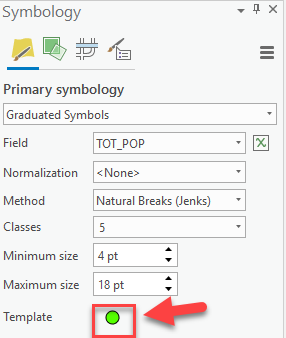 Symbology
Primary symbology
Graduated Symbols
Field TOT_POP
Normalization <None>
Method Natural Breaks (Jenks)
Classes 5
Minimum size 4 pt
Maximum size 18 pt
Template